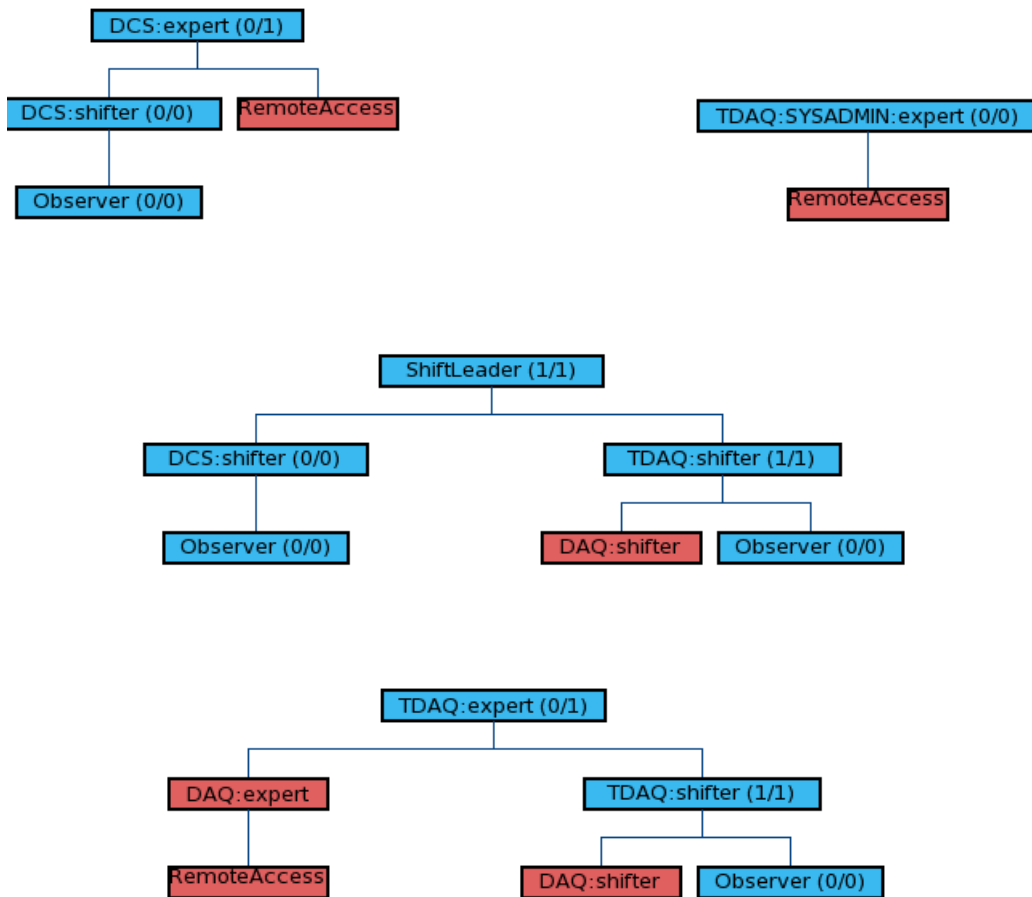 DCS:expert (0/1)
DCS:shifter (0/0)
RemoteAccess
TDAQ:SYSADMIN:expert (0/0)
Observer (0/0)
RemoteAccess
ShiftLeader (1/1)
DCS:shifter (0/0)
TDAQ:shifter (1/1)
Observer (0/0)
DAQ:shifter
Observer (0/0)
TDAQ:expert (0/1)
DAQ:expert
TDAQ:shifter (1/1)
RemoteAccess
DAQ:shifter
Observer (0/0)